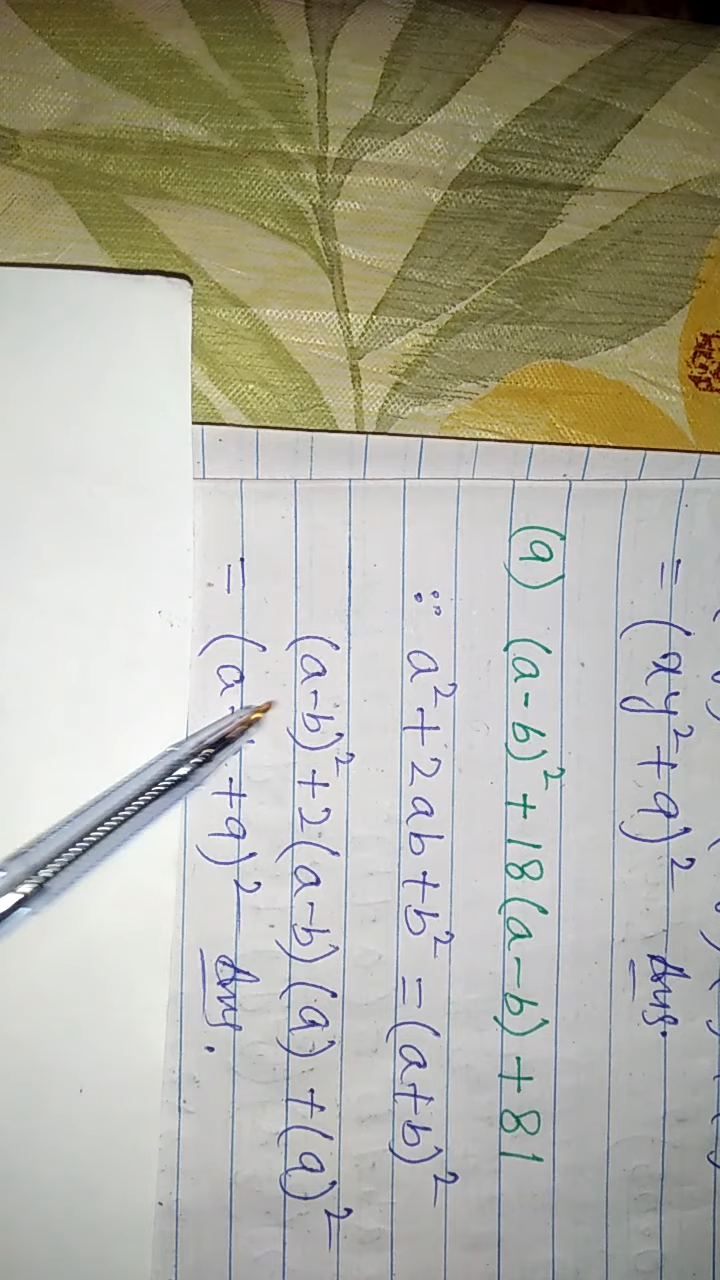 = (xy²+9)² Ans.
(9) (a-b)²+18(a-b)+81
∵ a²+2ab+b² = (a+b)²
(a-b)²+2(a-b)(9)+(9)²
= (a- +9)² Ans.